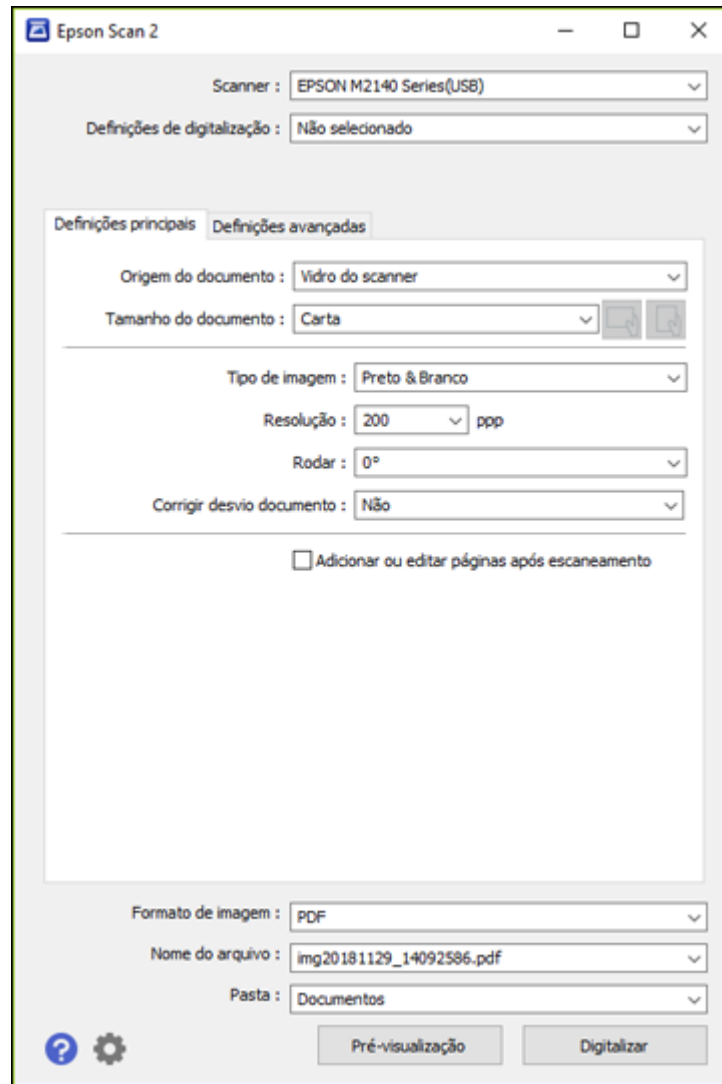 Epson Scan 2
Scanner : EPSON M2140 Series(USB)
Definições de digitalização : Não selecionado
Definições principais Definições avançadas
Origem do documento : Vidro do scanner
Tamanho do documento : Carta
Tipo de imagem : Preto &Branco
Resolução : 200 ppp
Rodar : 0°
Corrigir desvio documento : Não
Adicionar ou editar páginas após escaneamento
Formato de imagem : PDF
Nome do arquivo : img20181129_14092586.pdf
Pasta : Documentos
? Pré-visualização Digitalizar